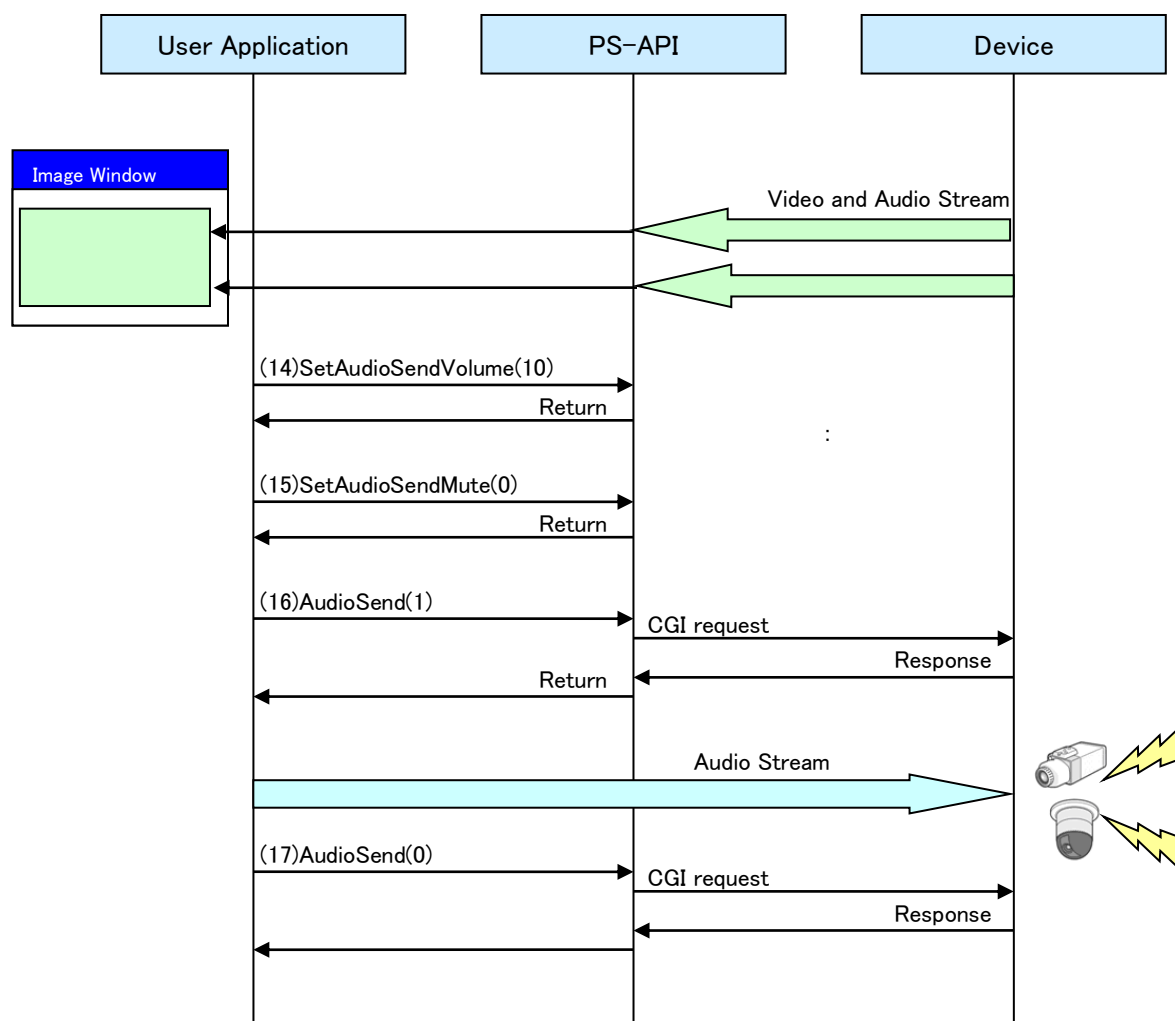 User Application
PS-API
Device
Image Window
Video and Audio Stream
(14)SetAudioSendVolume(10)
Return
:
(15)SetAudioSendMute(0)
Return
(16)AudioSend(1)
CGI request
Response
Return
Audio Stream
(17)AudioSend(0)
CGI request
Response